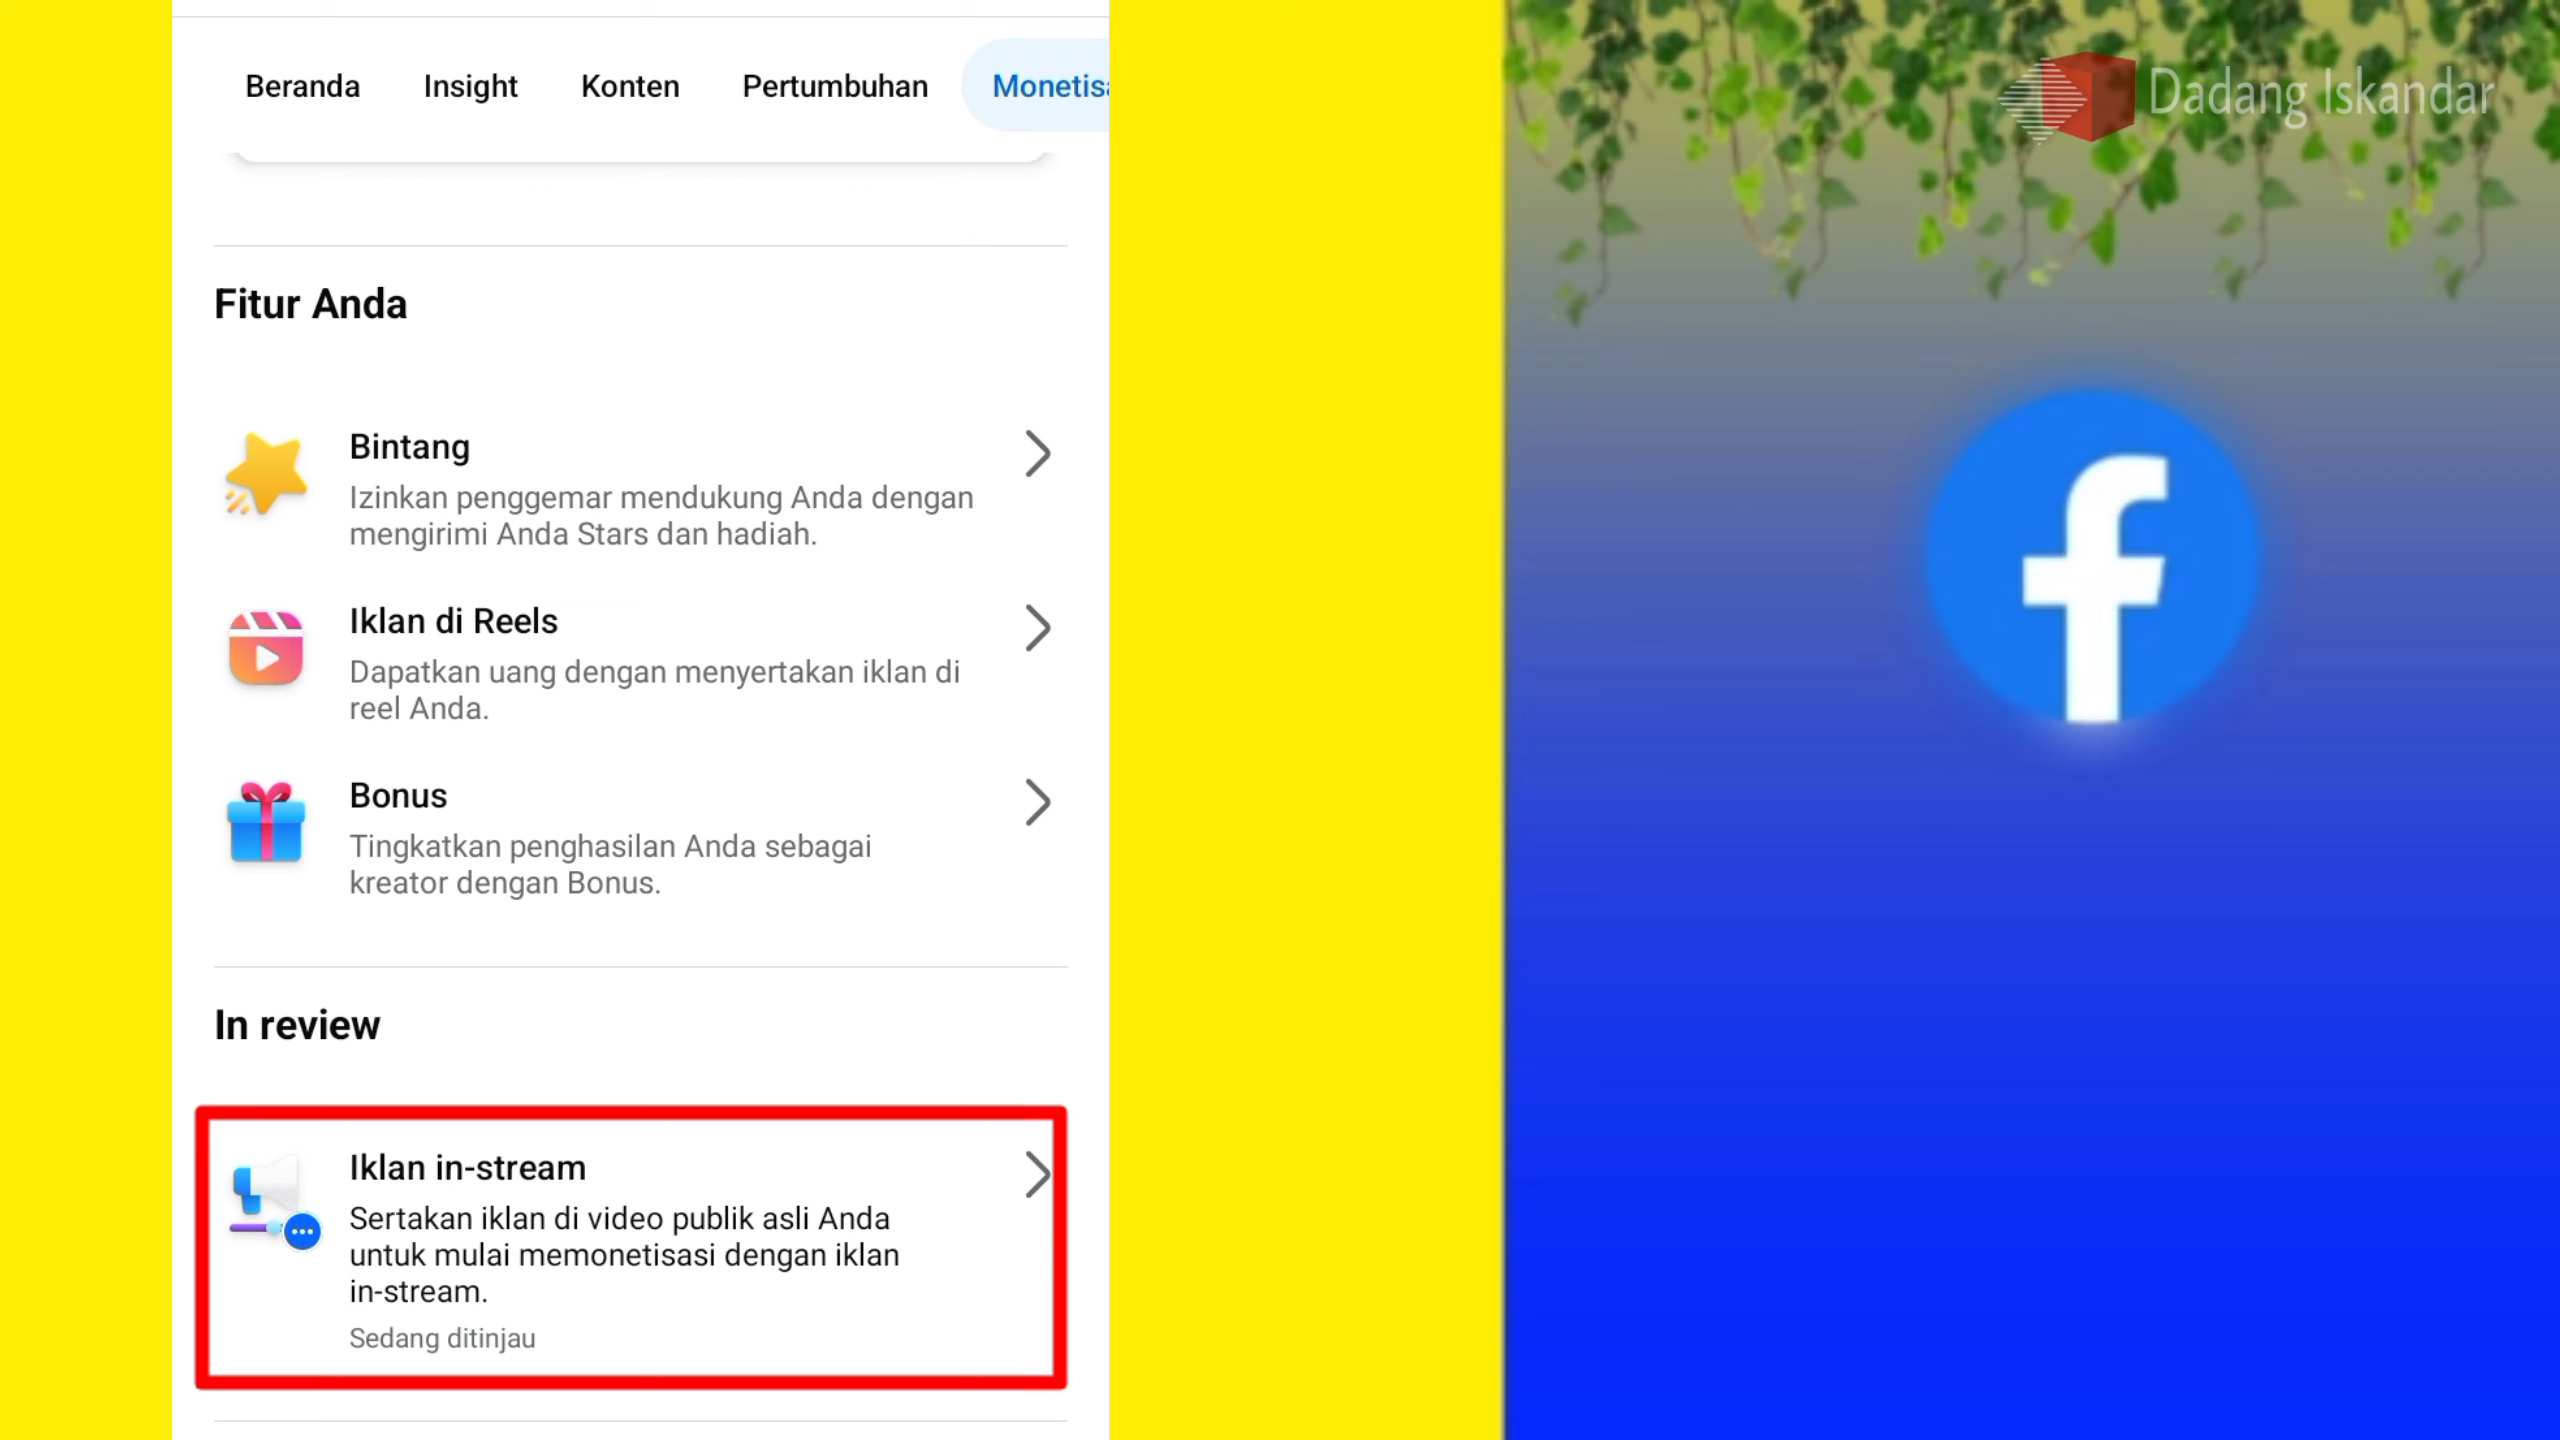 Beranda Insight Konten Pertumbuhan Monetisa
Fitur Anda
Bintang
Izinkan penggemar mendukung Anda dengan
mengirimi Anda Stars dan hadiah.
Iklan di Reels
Dapatkan uang dengan menyertakan iklan di
reel Anda.
Bonus
Tingkatkan penghasilan Anda sebagai
kreator dengan Bonus.
In review
Iklan in-stream
Sertakan iklan di video publik asli Anda
untuk mulai memonetisasi dengan iklan
in-stream.
Sedang ditinjau
Dadang Iskandar
f